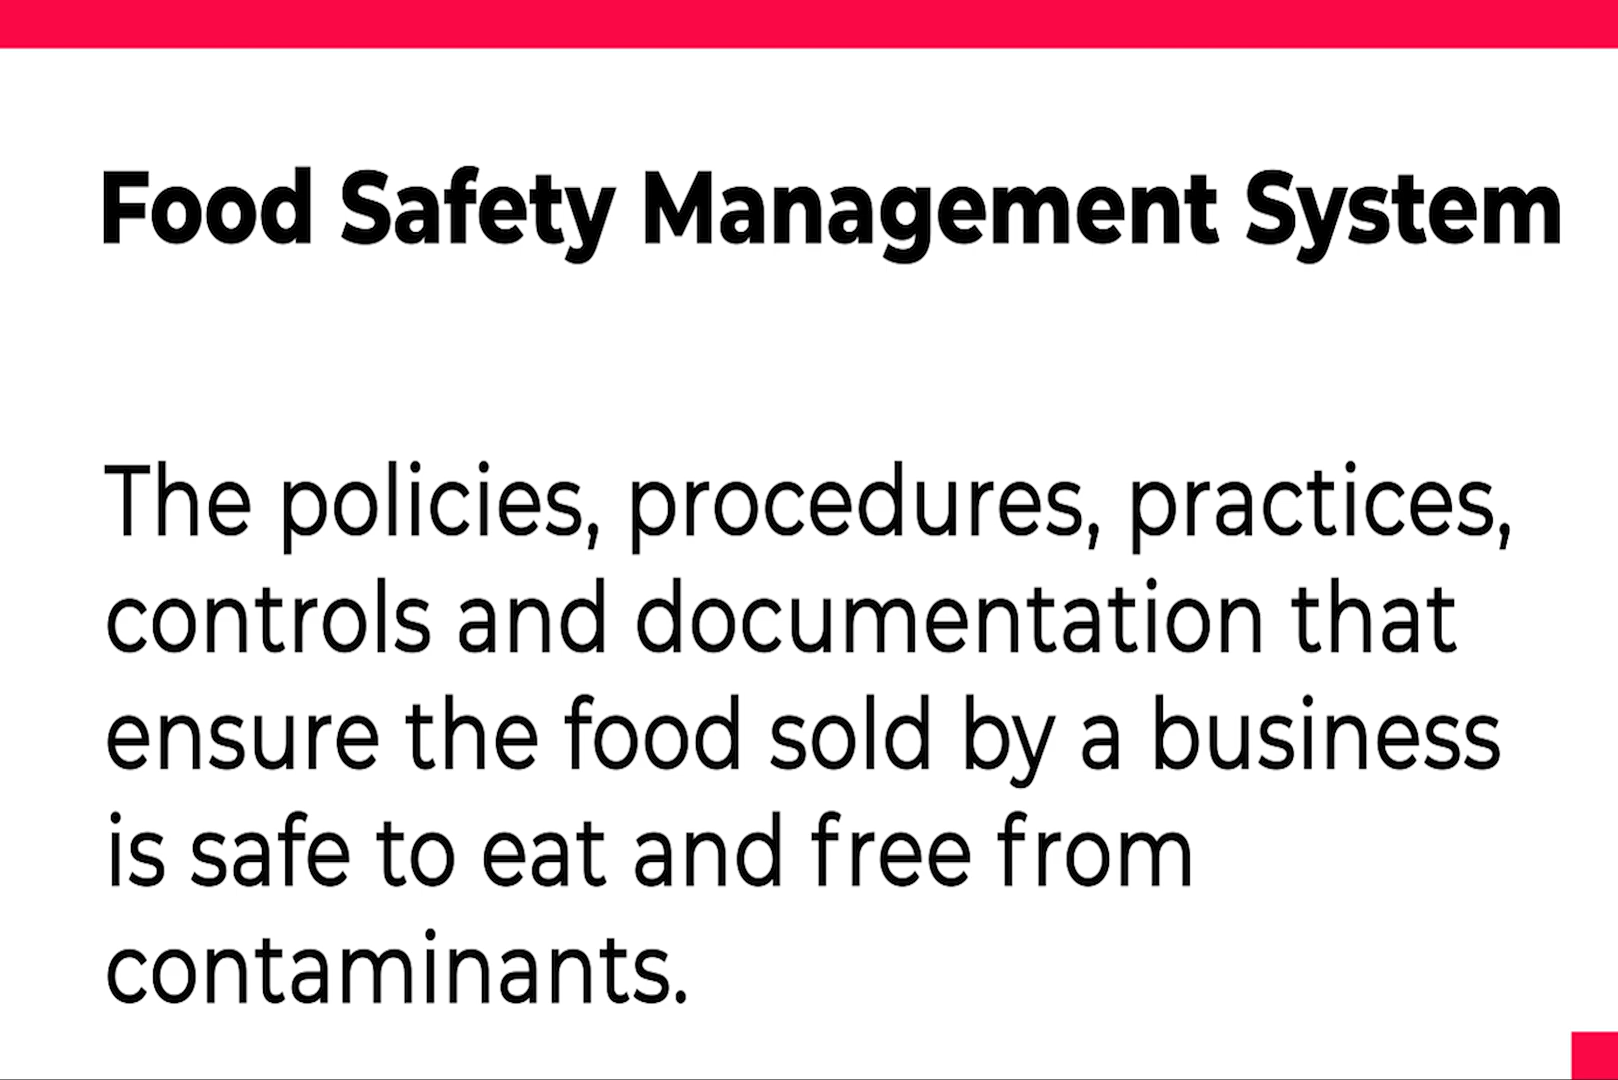 Food Safety Management System
The policies, procedures, practices,
controls and documentation that
ensure the food sold by a business
is safe to eat and free from
contaminants.